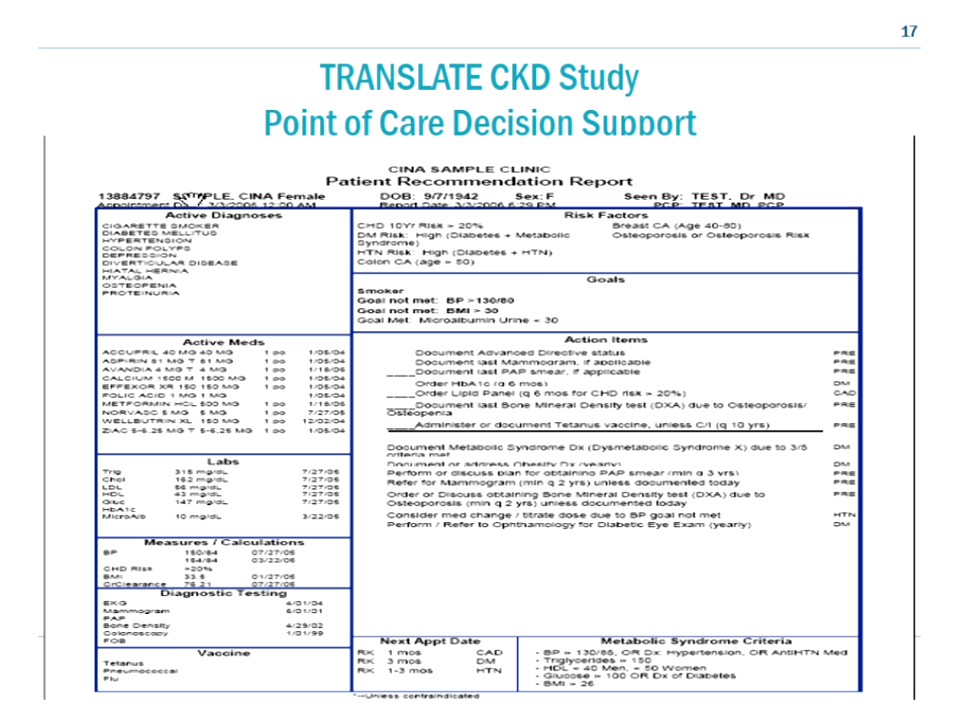 17
TRANSLATE CKD Study
Point of Care Decision Support
CINA SAMPLE CLINIC
Patient Recommendation Report
13884797 CINA Female DOB: 9/7/1942 Sex: F Seen By: TEST, Dr MD
Report Date: 3/3/2006 6:29 PM PCP: TEST, MD, PCP
Active Diagnoses
CIGARETTE SMOKER
DIABETES MELLITUS
HYPERTENSION
COLON POLYPS
DEPRESSION
DIVERTICULAR DISEASE
HIATAL HERNIA
MYALGIA
OSTEOPENIA
PROTEINURIA
Active Meds
ACCUPRIL 40 MG 40 MG 1 po 1/05/04
ASPIRIN 81 MG T 81 MG 1 po 1/05/04
AVANDIA 4 MG T 4 MG 1 po
CALCIUM 1500 M 1500 MG 1 po 1/05/04
EFFEXOR XR 150 150 MG 1 po 1/05/04
FOLIC ACID 1 MG 1 MG 1/05/04
METFORMIN HCL 500 MG 1 po
NORVASC 5 MG 5 MG 1 po 7/27/05
WELLBUTRIN XL 150 MG 1 po 12/02/04
ZIAC 5-6.25 MG T 5-6.25 MG 1 po 1/05/04
Labs
Trig mg/dL 7/27/05
Chol mg/dL 7/27/05
LDL mg/dL 7/27/05
HDL 43 mg/dL 7/27/05
Gluc 147 mg/dL 7/27/05
HbA1c
MicroAlb 10 mg/dL 3/22/05
Measures / Calculations
BP 150/84 07/27/05
154/84 03/22/05
CHD Risk >20%
BMI 33.5 01/27/05
CrClearance 76.21 07/27/05
Diagnostic Testing
EKG 4/01/04
Mammogram 6/01/01
PAP
Bone Density 4/29/02
Colonoscopy 1/01/99
FOB
Vaccine
Tetanus
Pneumococcal
Flu
Risk Factors
CHD 10Yr Risk > 20% Breast CA (Age 40-80)
DM Risk: High (Diabetes + Metabolic Osteoporosis or Osteoporosis Risk
Syndrome)
HTN Risk: High (Diabetes + HTN)
Colon CA (age > 50)
Goals
Smoker
Goal not met: BP >130/80
Goal not met: BMI > 30
Goal Met: Microalbumin Urine < 30
Action Items
Document Advanced Directive status PRE
Document last Mammogram, if applicable PRE
____Document last PAP smear, if applicable PRE
Order HbA1c (q 6 mos) DM
____Order Lipid Panel (q 6 mos for CHD risk > 20%) CAD
____Document last Bone Mineral Density test (DXA) due to Osteoporosis/ PRE
Osteopenia
____Administer or document Tetanus vaccine, unless C/I (q 10 yrs) PRE
Document Metabolic Syndrome Dx (Dysmetabolic Syndrome X) due to 3/5 DM
criteria met
Document or address Obesity Dx (yearly) DM
Perform or discuss plan for obtaining PAP smear (min q 3 yrs) PRE
Refer for Mammogram (min q 2 yrs) unless documented today PRE
Order or Discuss obtaining Bone Mineral Density test (DXA) due to PRE
Osteoporosis (min q 2 yrs) unless documented today
Consider med change / titrate dose due to BP goal not met HTN
Perform / Refer to Ophthamology for Diabetic Eye Exam (yearly) DM
Next Appt Date
RK 1 mos CAD
RK 3 mos DM
RK 1-3 mos HTN
Metabolic Syndrome Criteria
- BP > 130/85, OR Dx: Hypertension, OR AntiHTN Med
- Triglycerides > 150
- HDL < 40 Men, < 50 Women
- Glucose > 100 OR Dx of Diabetes
- BMI > 26
*--Unless contraindicated